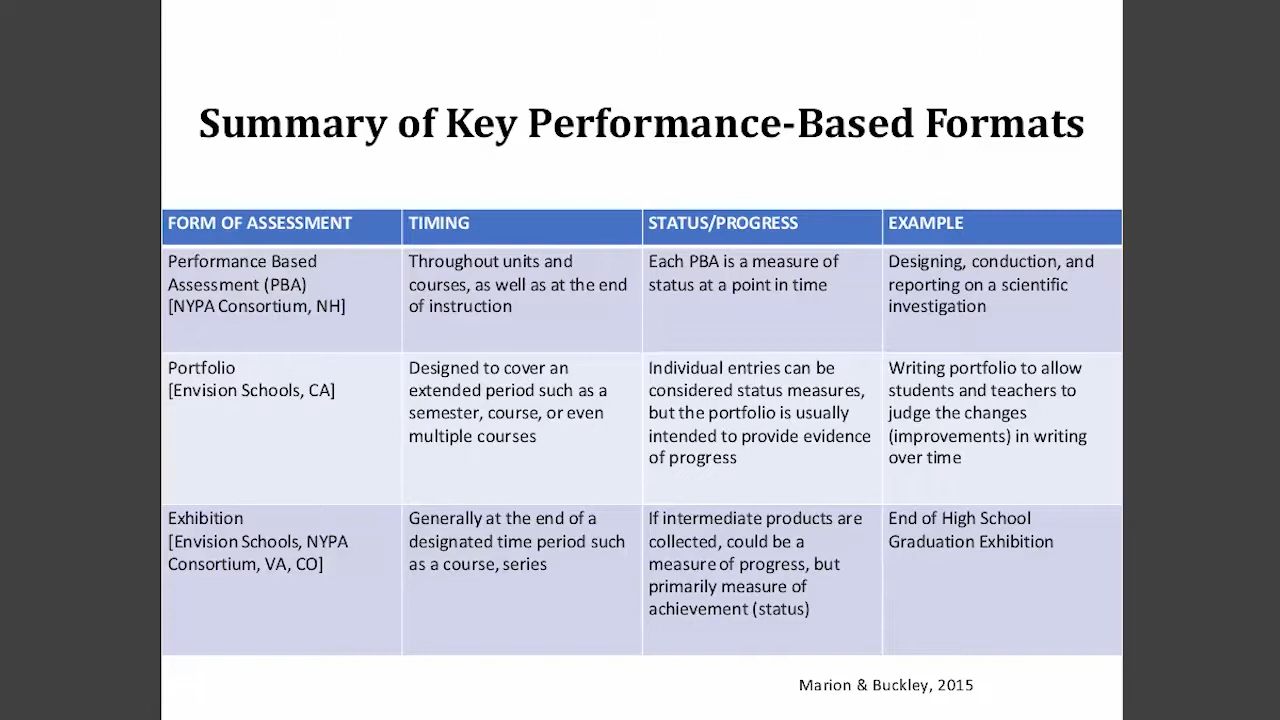 Summary of Key Performance-Based Formats
FORM OF ASSESSMENT
TIMING
STATUS/PROGRESS
EXAMPLE
Performance Based
Assessment (PBA)
[NYPA Consortium, NH]
Throughout units and
courses, as well as at the end
of instruction
Each PBA is a measure of
status at a point in time
Designing, conduction, and
reporting on a scientific
investigation
Portfolio
[Envision Schools, CA]
Designed to cover an
extended period such as a
semester, course, or even
multiple courses
Individual entries can be
considered status measures,
but the portfolio is usually
intended to provide evidence
of progress
Writing portfolio to allow
students and teachers to
judge the changes
(improvements) in writing
over time
Exhibition
[Envision Schools, NYPA
Consortium, VA, CO]
Generally at the end of a
designated time period such
as a course, series
If intermediate products are
collected, could be a
measure of progress, but
primarily measure of
achievement (status)
End of High School
Graduation Exhibition
Marion & Buckley, 2015